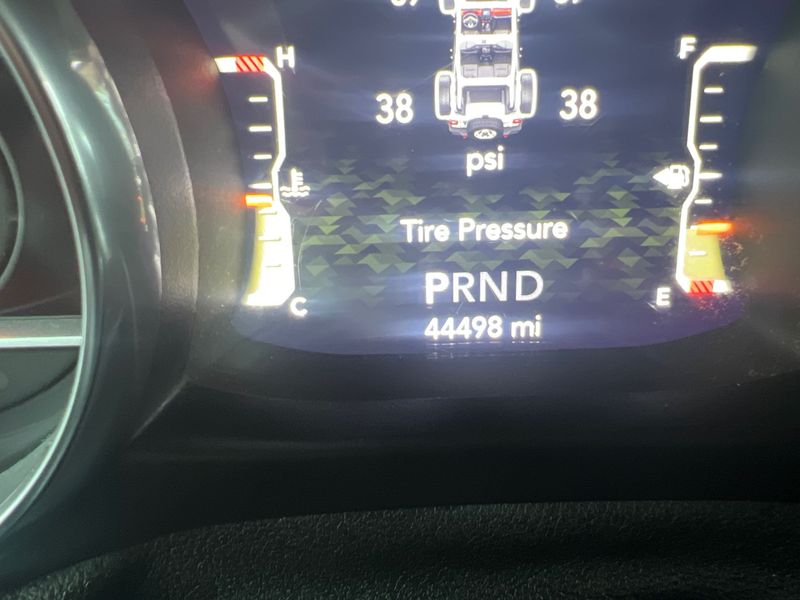 H
F
38
38
psi
Tire Pressure
PRND
C
E
44498 mi